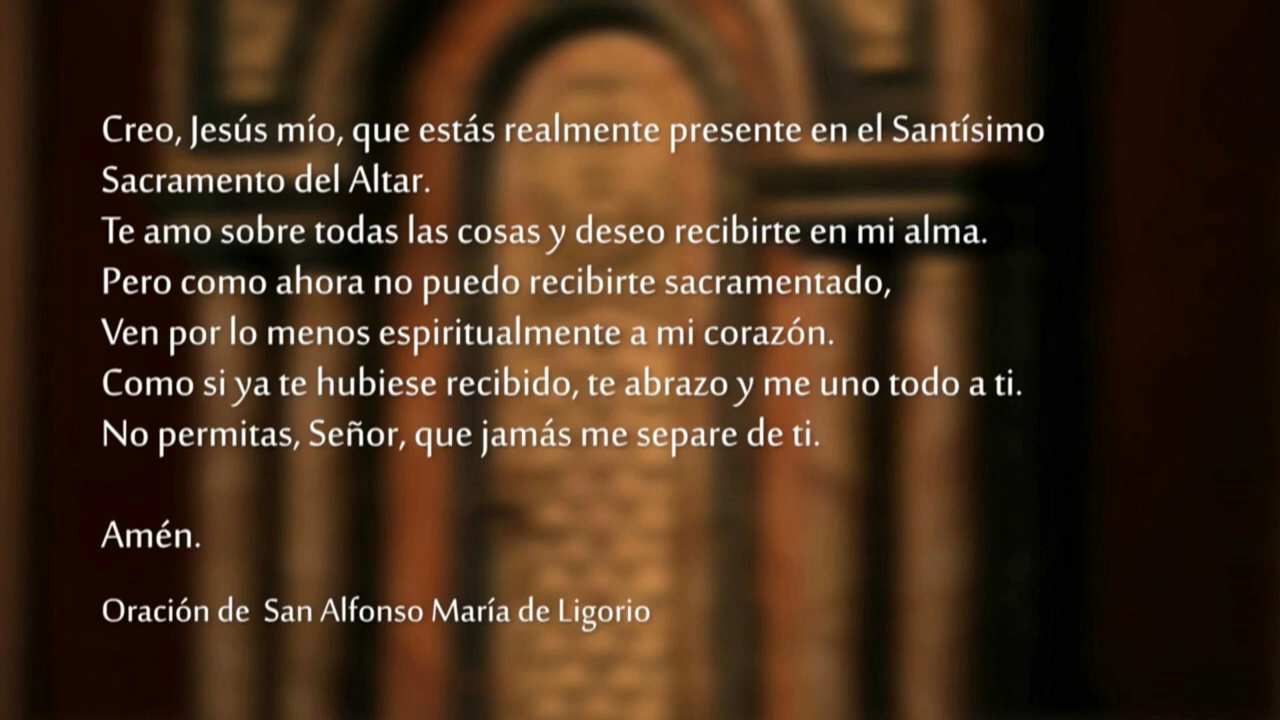 Creo, Jesús mío, que estás realmente presente en el Santísimo
Sacramento del Altar.
Te amo sobre todas las cosas y deseo recibirte en mi alma.
Pero como ahora no puedo recibirte sacramentado,
Ven por lo menos espiritualmente a mi corazón.
Como si ya te hubiese recibido, te abrazo y me uno todo a ti.
No permitas, Señor, que jamás me separe de ti.
Amén.
Oración de San Alfonso María de Ligorio